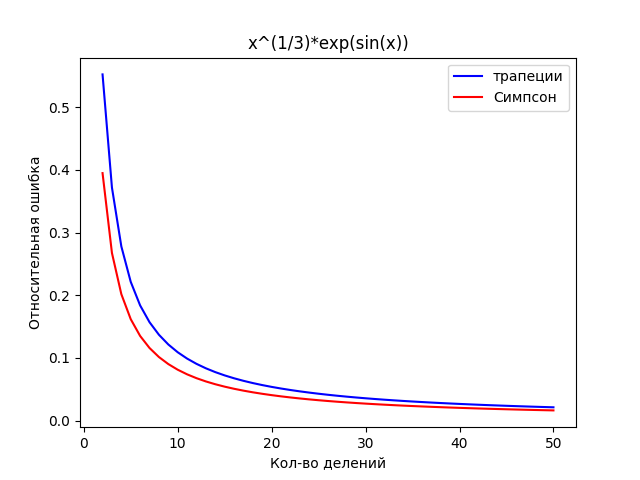 x^(1/3)*exp(sin(x))
трапеции
Симпсон
Относительная ошибка
0.5
0.4
0.3
0.2
0.1
0.0
0 10 20 30 40 50
Кол-во делений